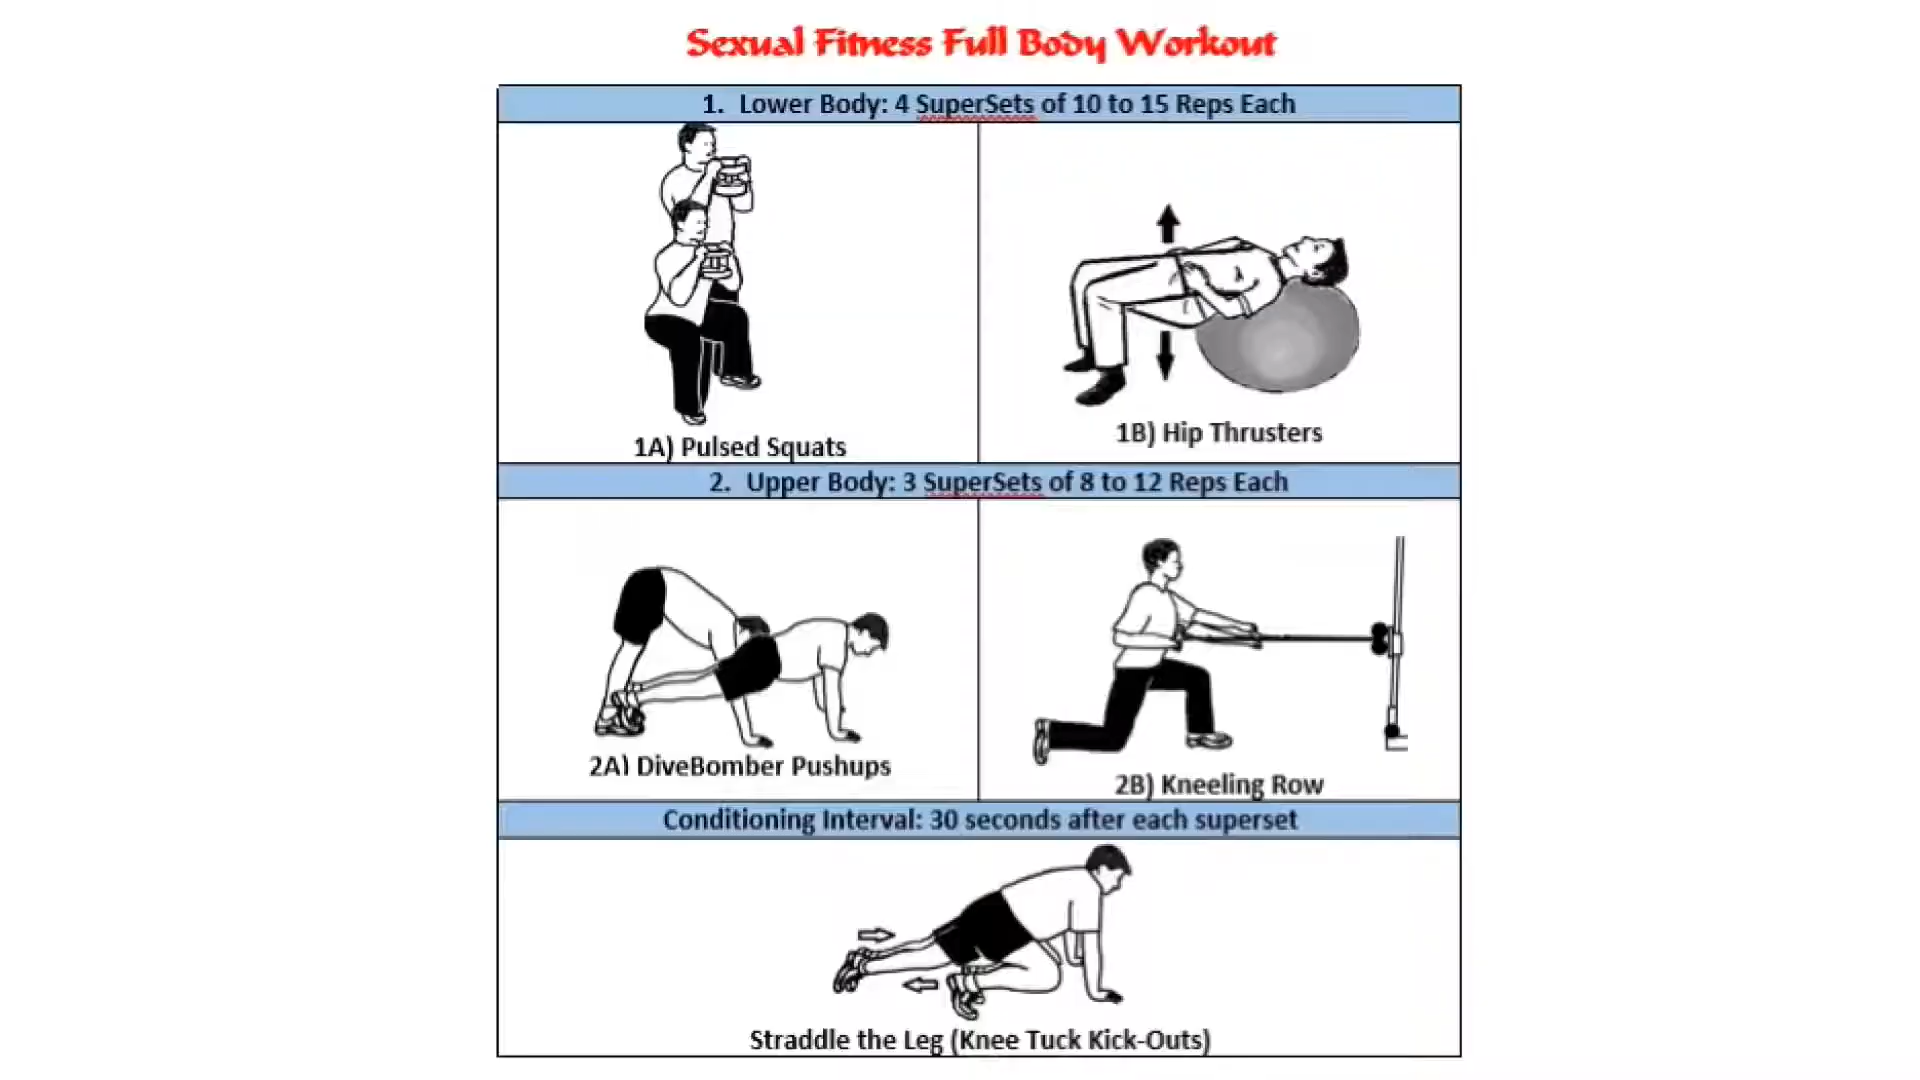 Sexual Fitness Full Body Workout
1. Lower Body: 4 SuperSets of 10 to 15 Reps Each
1A) Pulsed Squats
1B) Hip Thrusters
2. Upper Body: 3 SuperSets of 8 to 12 Reps Each
2A) DiveBomber Pushups
2B) Kneeling Row
Conditioning Interval: 30 seconds after each superset
Straddle the Leg (Knee Tuck Kick-Outs)